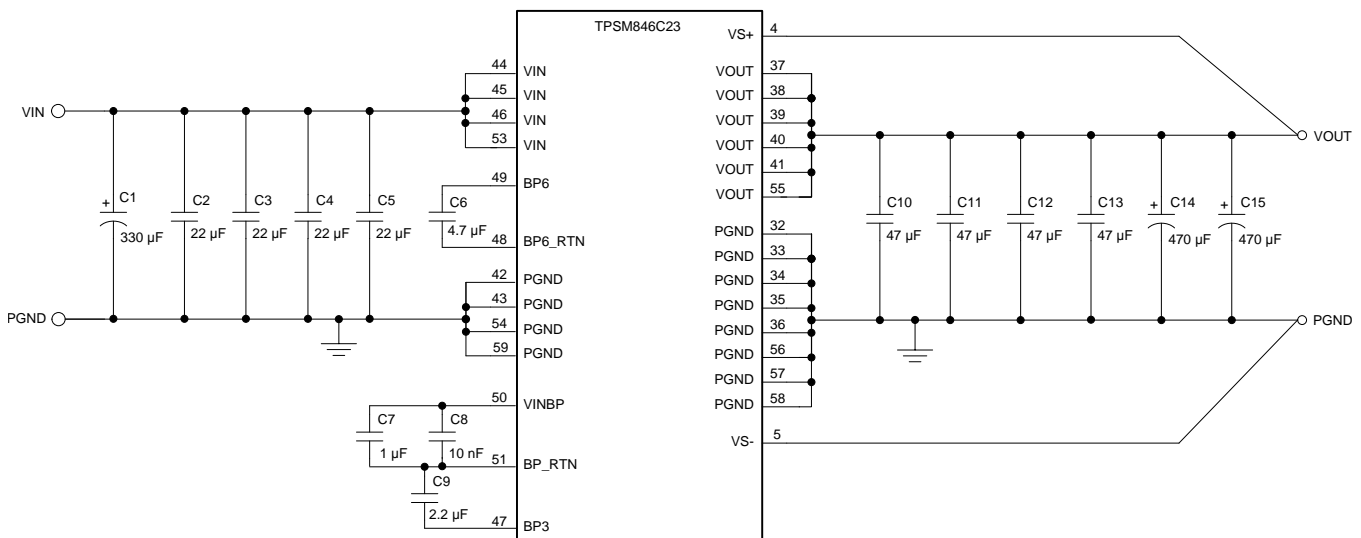 TPSM846C23
VS+ 4
44 VIN
45 VIN
46 VIN
53 VIN
VIN
37 VOUT
38 VOUT
39 VOUT
40 VOUT
41 VOUT
55 VOUT
VOUT
+ C1 330 µF
C2 22 µF
C3 22 µF
C4 22 µF
C5 22 µF
49 BP6
C6 4.7 µF
48 BP6_RTN
C10 47 µF
C11 47 µF
C12 47 µF
C13 47 µF
+ C14 470 µF
+ C15 470 µF
PGND 32
PGND 33
PGND 34
PGND 35
PGND 36
PGND 56
PGND 57
PGND 58
42 PGND
43 PGND
54 PGND
59 PGND
PGND
PGND
50 VINBP
C7 1 µF
C8 10 nF
51 BP_RTN
C9 2.2 µF
47 BP3
VS- 5